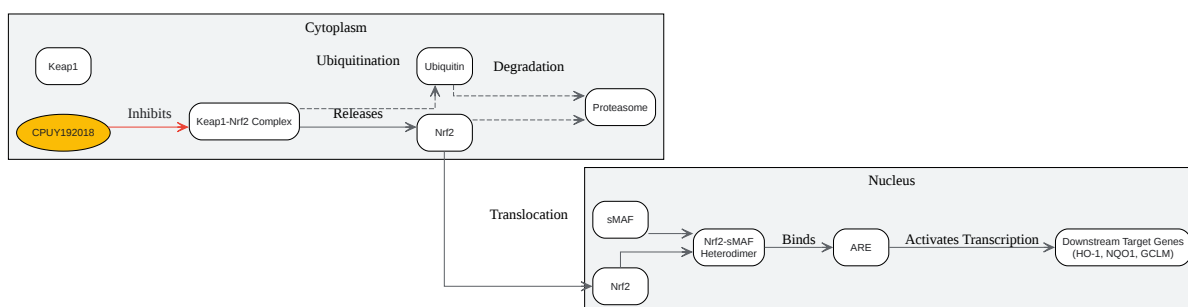 Cytoplasm
Keap1
Ubiquitination
Ubiquitin
Degradation
CPUY192018
Inhibits
Keap1-Nrf2 Complex
Releases
Nrf2
Proteasome
Translocation
Nucleus
sMAF
Nrf2
Nrf2-sMAF
Heterodimer
Binds
ARE
Activates Transcription
Downstream Target Genes
(HO-1, NQO1, GCLM)